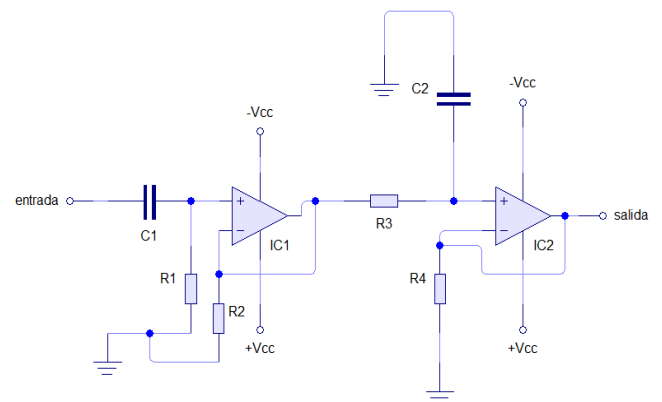 C2
-Vcc
-Vcc
entrada
C1
+
−
IC1
R3
+
−
IC2
salida
R1
R2
R4
+Vcc
+Vcc